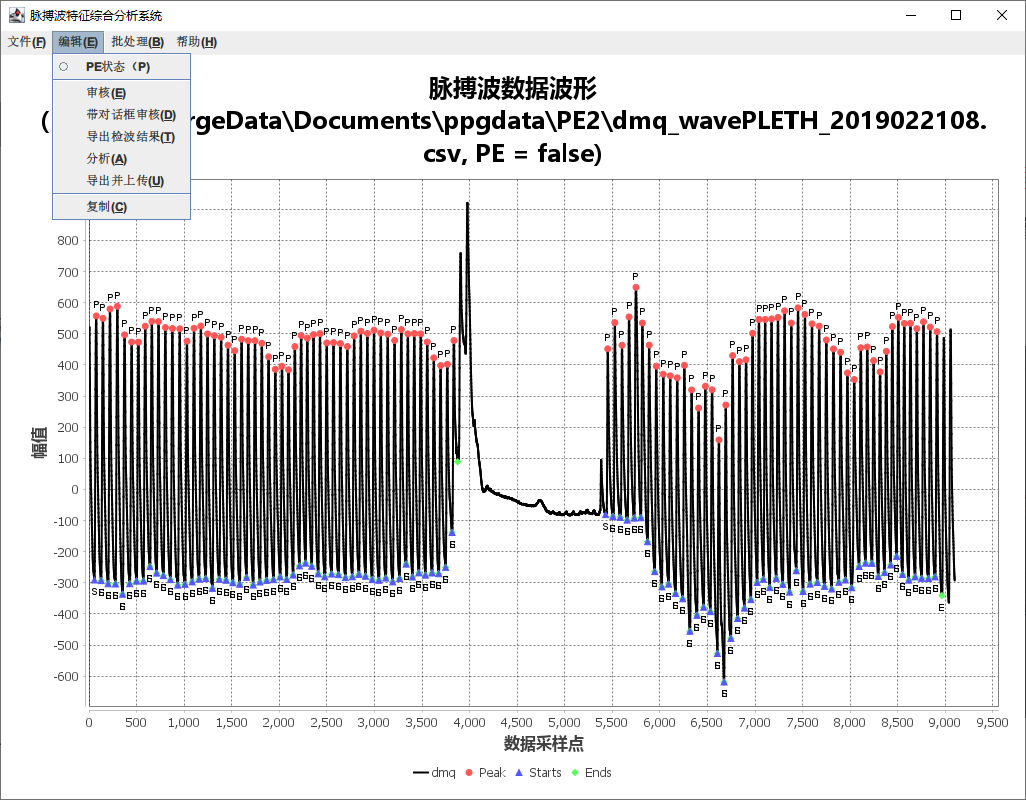 脉搏波特征综合分析系统
文件(F) 编辑(E) 批处理(B) 帮助(H)
PE状态（P)
审核(E)
带对话框审核(D)
导出检波结果(T)
分析(A)
导出并上传(U)
复制(C)
脉搏波数据波形
( rgeData\Documents\ppgdata\PE2\dmq_wavePLETH_2019022108.
csv, PE = false)
幅值
800
700
600
500
400
300
200
100
0
-100
-200
-300
-400
-500
-600
0 500 1,000 1,500 2,000 2,500 3,000 3,500 4,000 4,500 5,000 5,500 6,000 6,500 7,000 7,500 8,000 8,500 9,000 9,500
数据采样点
dmq Peak Starts Ends